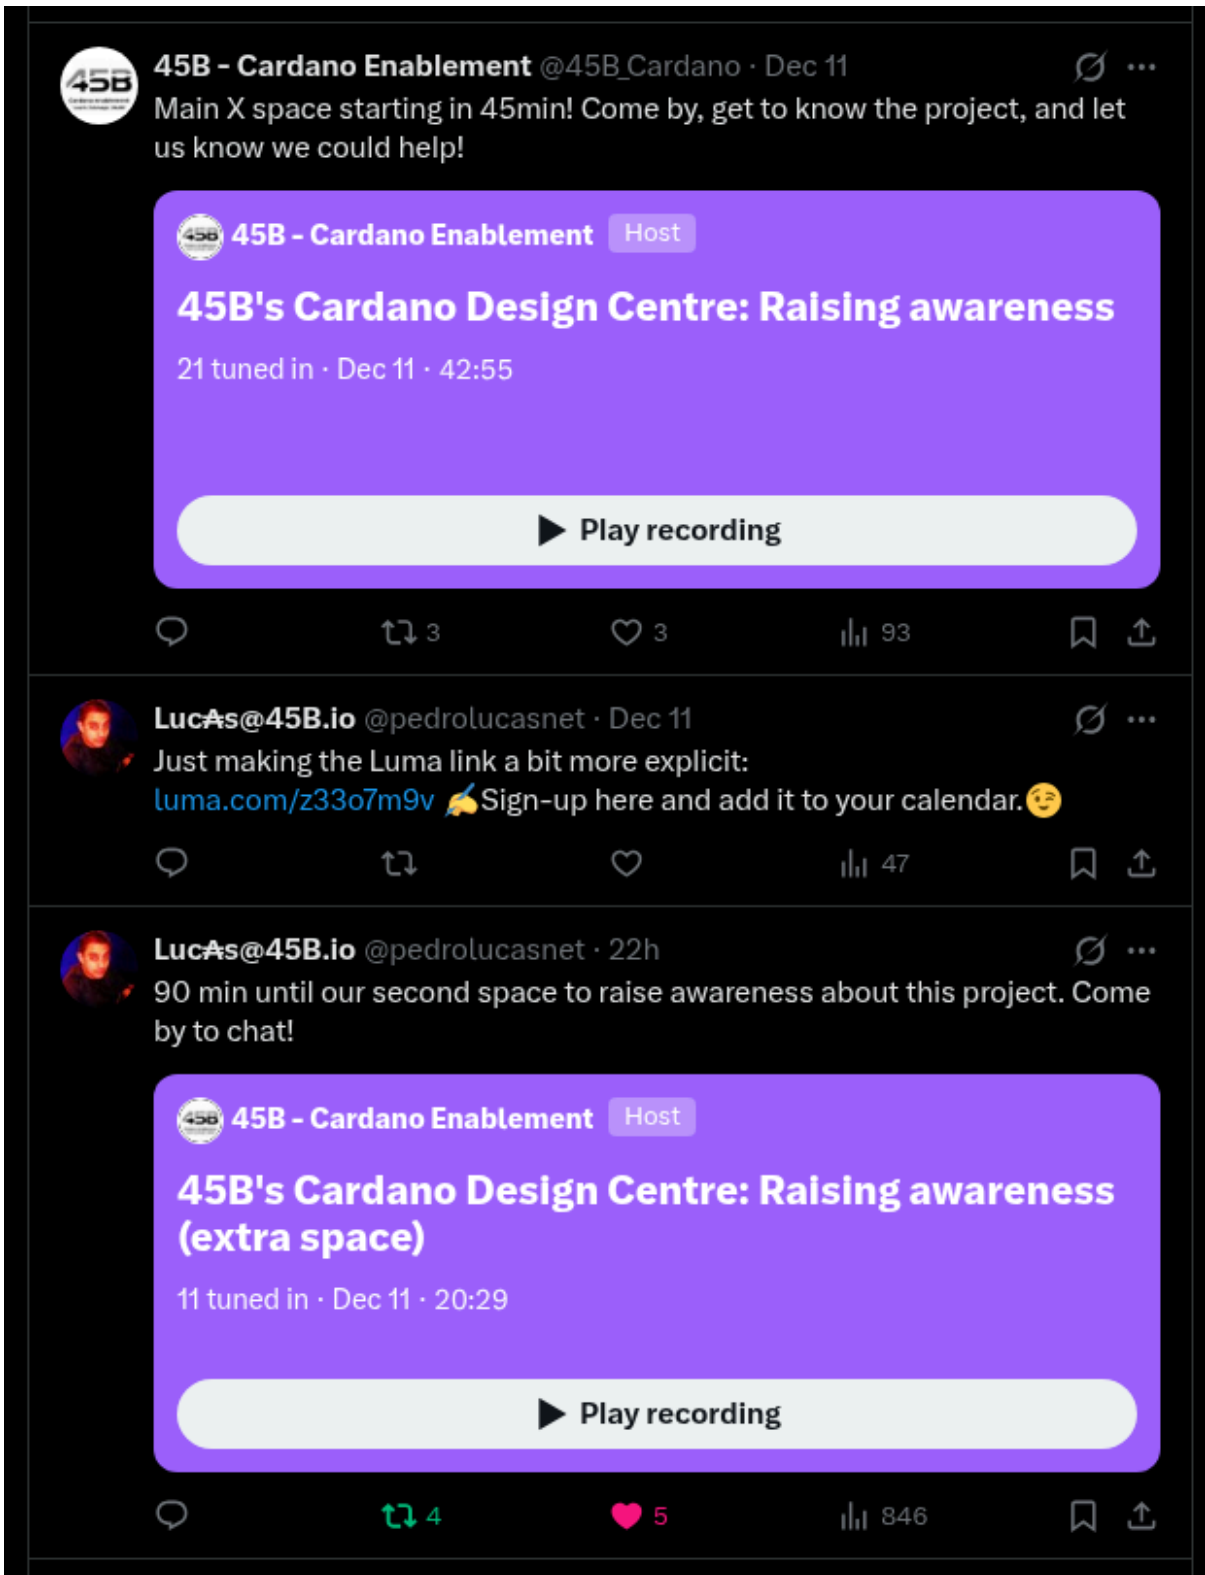 45B - Cardano Enablement @45B_Cardano · Dec 11
Main X space starting in 45min! Come by, get to know the project, and let
us know we could help!
45B - Cardano Enablement Host
45B's Cardano Design Centre: Raising awareness
21 tuned in · Dec 11 · 42:55
Play recording
3 3 93
Luc₳s@45B.io @pedrolucasnet · Dec 11
Just making the Luma link a bit more explicit:
luma.com/z33o7m9v ✍️Sign-up here and add it to your calendar.😉
47
Luc₳s@45B.io @pedrolucasnet · 22h
90 min until our second space to raise awareness about this project. Come
by to chat!
45B - Cardano Enablement Host
45B's Cardano Design Centre: Raising awareness
(extra space)
11 tuned in · Dec 11 · 20:29
Play recording
4 5 846